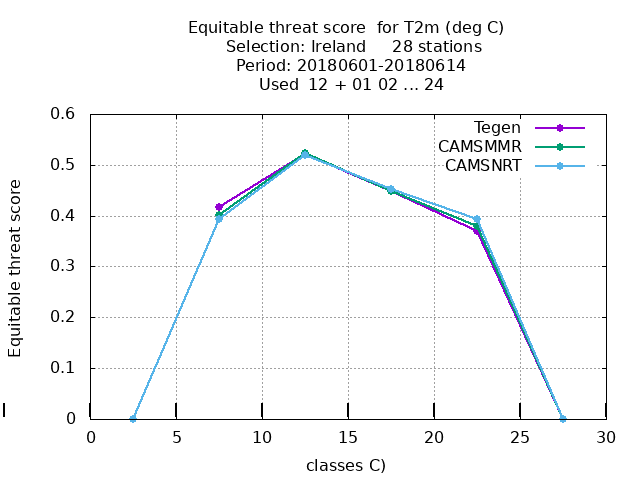 Equitable threat score  for T2m (deg C)
Selection: Ireland     28 stations
Period: 20180601-20180614
Used  12 + 01 02 ... 24
Tegen
CAMSMMR
CAMSNRT
Equitable threat score
0.6
0.5
0.4
0.3
0.2
0.1
0
0 5 10 15 20 25 30
classes C)